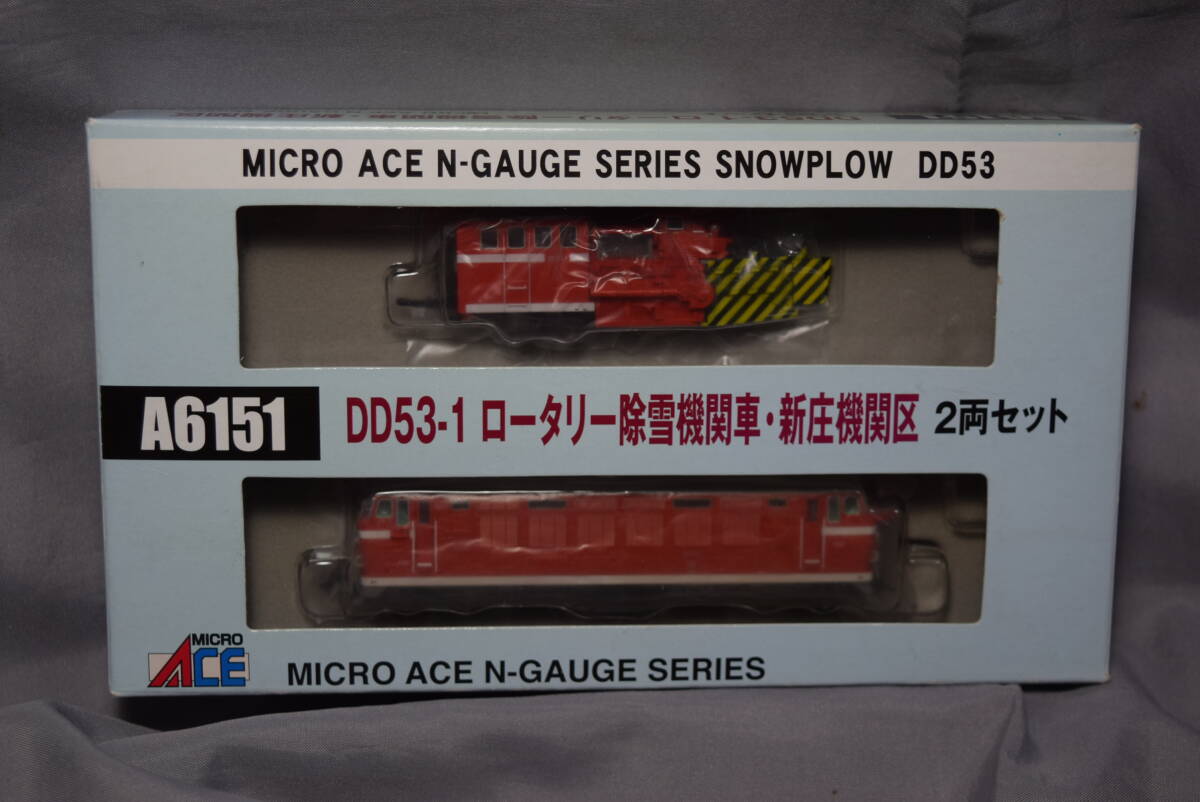 MICRO ACE N-GAUGE SERIES SNOWPLOW DD53
A6151
DD53-1 ロータリー除雪機関車・新庄機関区 2両セット
MICRO
ACE
MICRO ACE N-GAUGE SERIES